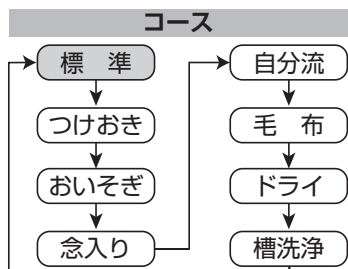 コース
標 準
つけおき
おいそぎ
念入り
自分流
毛 布
ドライ
槽洗浄